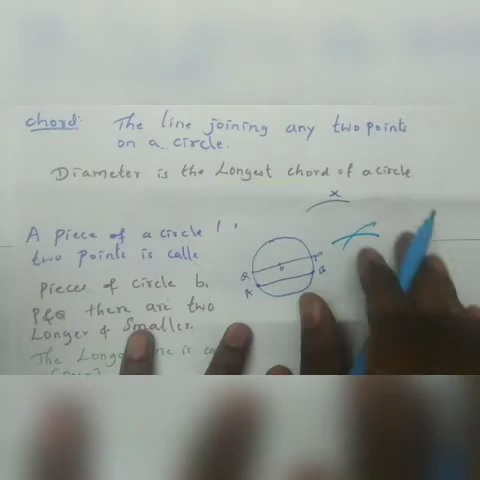 chord: The line joining any two points
on a circle.
Diameter is the Longest chord of a circle
x
A piece of a circle
two points is calle
pieces of circle b
P&Q there are two
Longer & Smaller.
The Longe